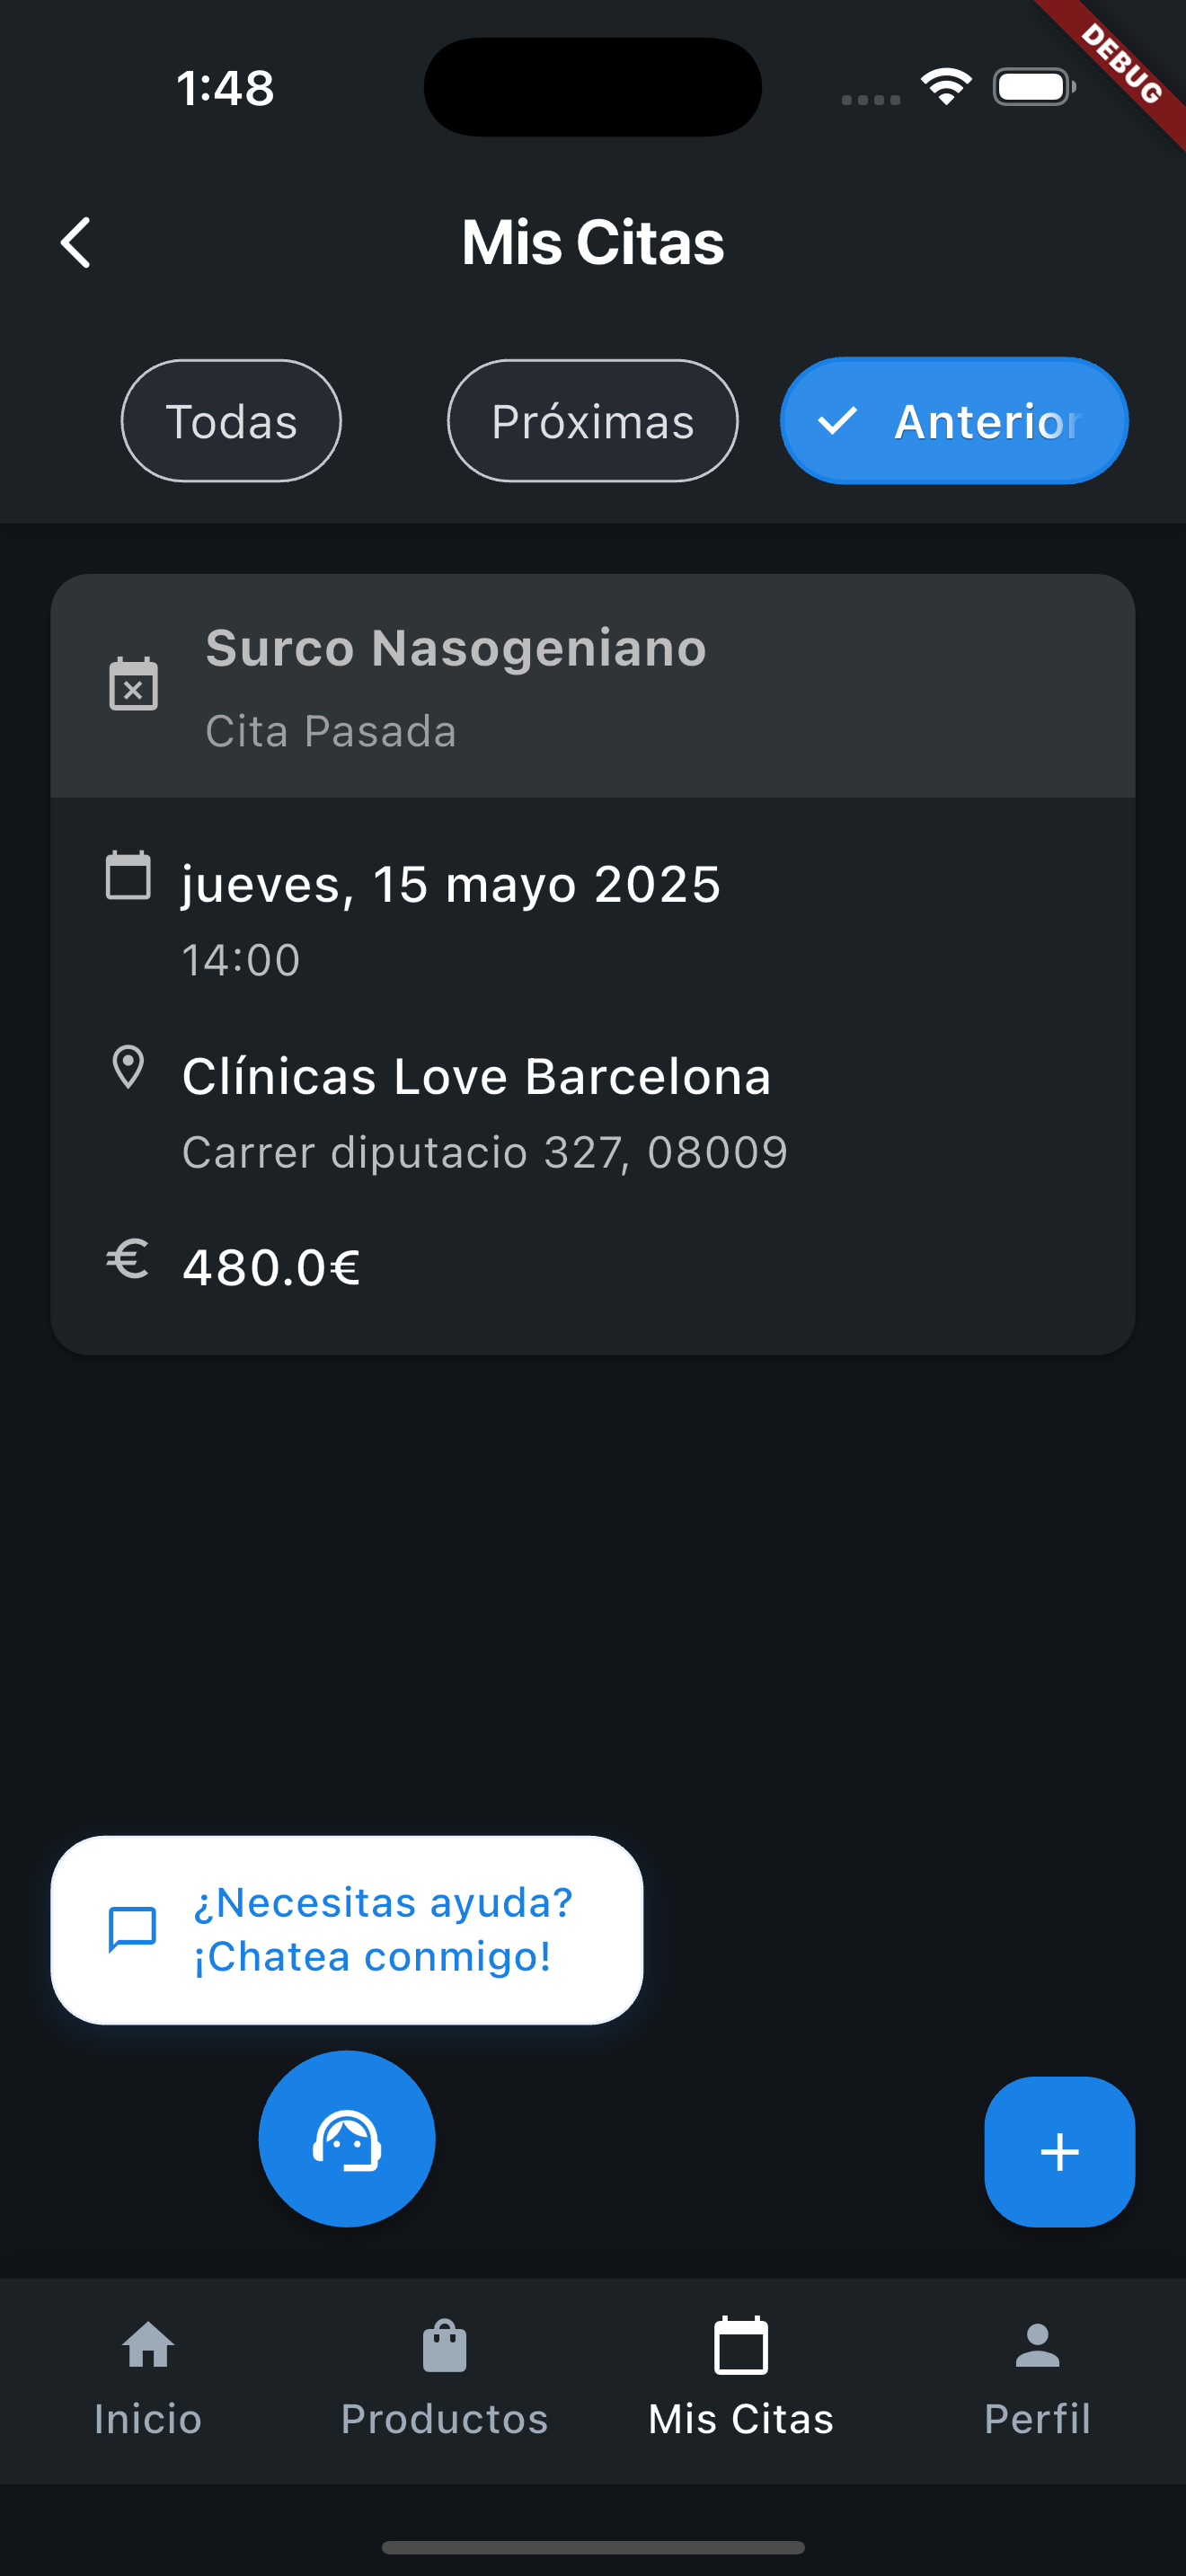 1:48
DEBUG
Mis Citas
Todas
Próximas
Anterior
Surco Nasogeniano
Cita Pasada
jueves, 15 mayo 2025
14:00
Clínicas Love Barcelona
Carrer diputacio 327, 08009
480.0€
¿Necesitas ayuda?
¡Chatea conmigo!
Inicio
Productos
Mis Citas
Perfil